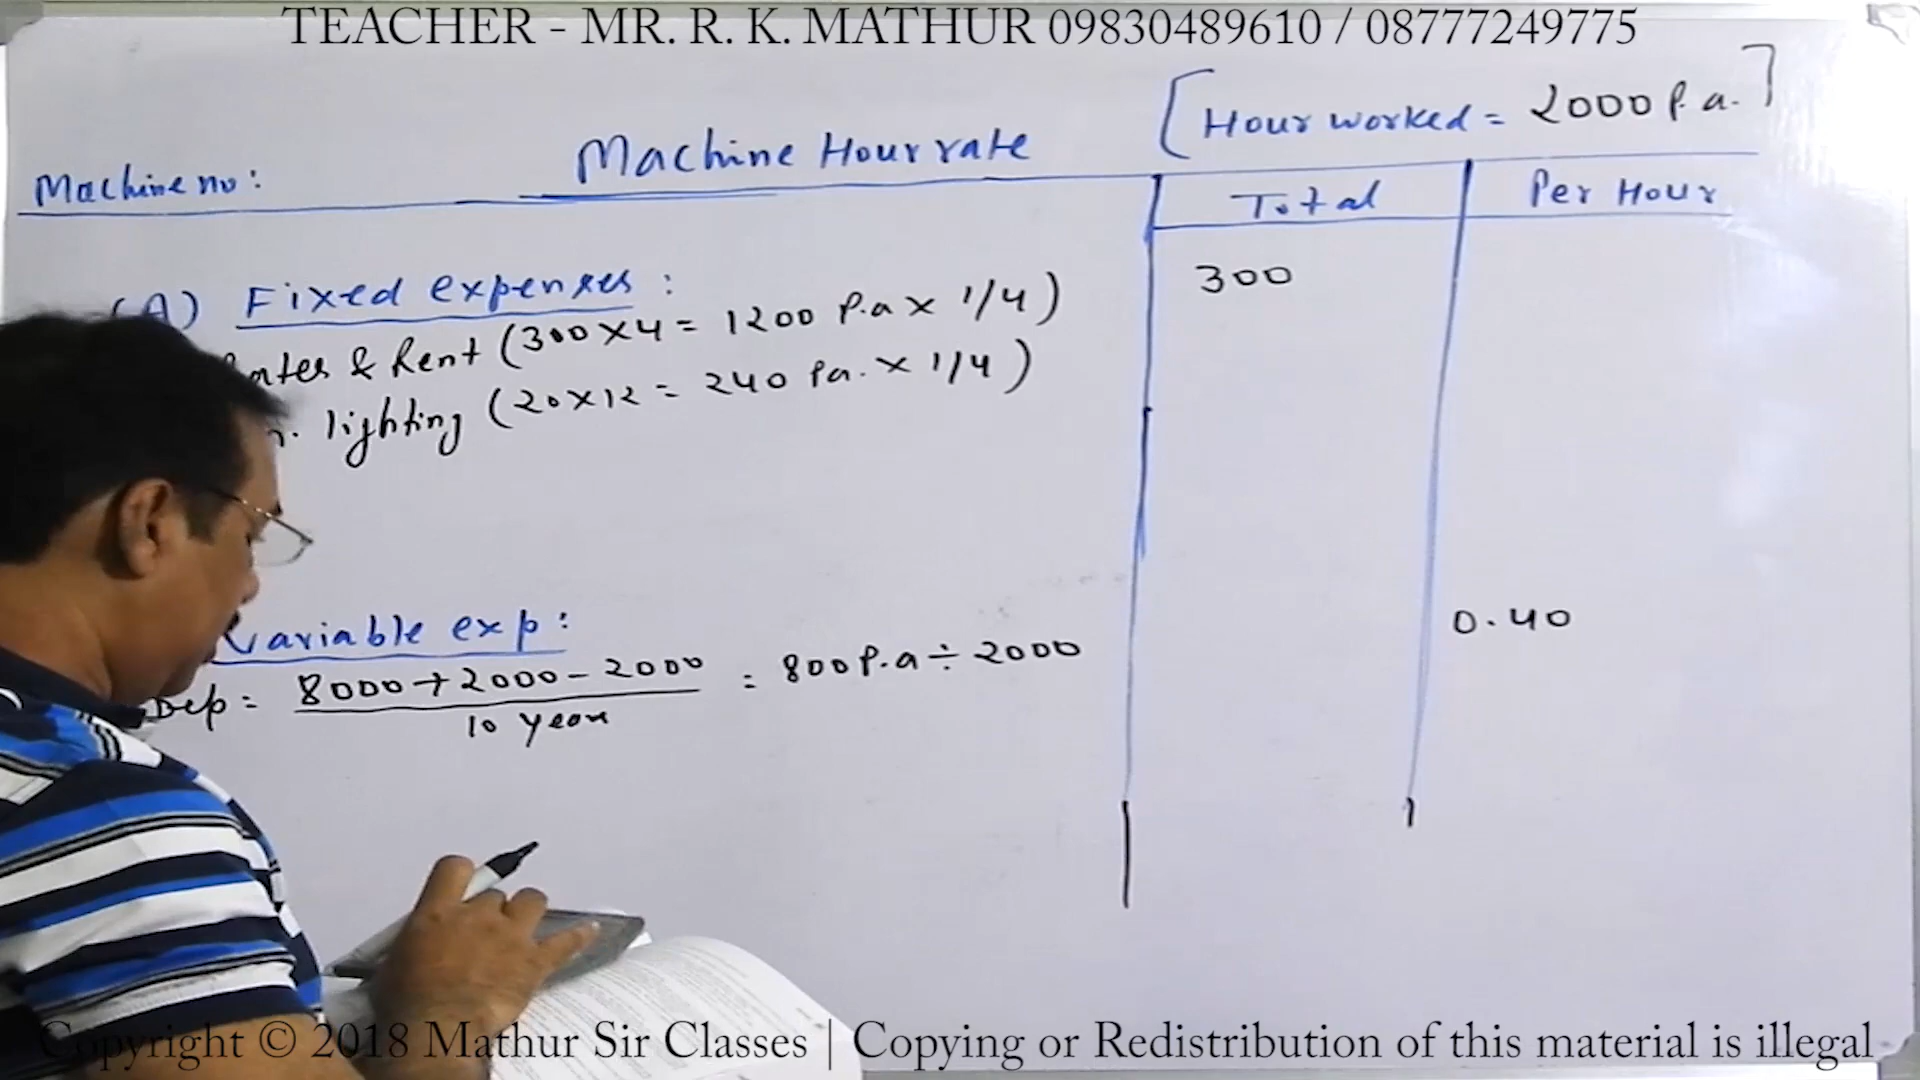 TEACHER - MR. R. K. MATHUR 09830489610 / 08777249775
[Hour worked = 2000 P.a.]
Machine no: Machine Hour rate
Total Per Hour
(A) Fixed expenses : 300
& Rent (300 x 4 = 1200 P.a x 1/4)
lighting (20 x 12 = 240 Pa. x 1/4)
Variable exp: 0.40
Dep = 8000 + 2000 - 2000 = 800 P.a ÷ 2000
10 year
Copyright © 2018 Mathur Sir Classes | Copying or Redistribution of this material is illegal